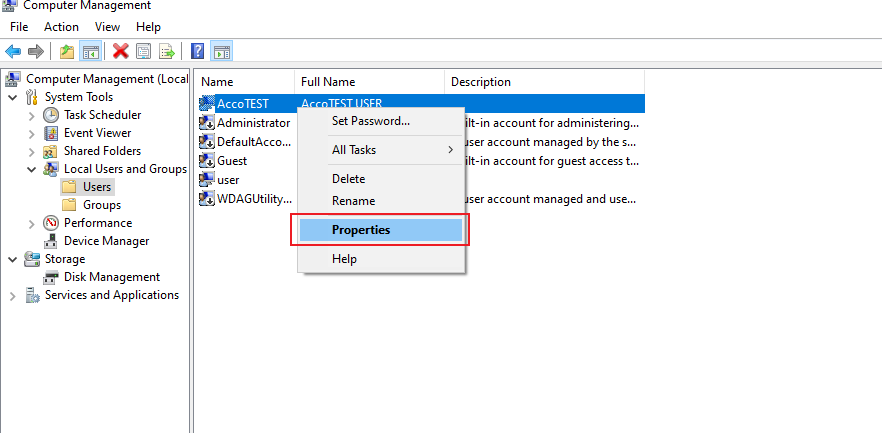 Computer Management
File Action View Help
Computer Management (Local
System Tools
Task Scheduler
Event Viewer
Shared Folders
Local Users and Groups
Users
Groups
Performance
Device Manager
Storage
Disk Management
Services and Applications
Name Full Name Description
AccoTEST AccoTEST USER
Administrator ilt-in account for administering...
DefaultAcco... user account managed by the s...
Guest ilt-in account for guest access t...
user
WDAGUtility... user account managed and use...
Set Password...
All Tasks
Delete
Rename
Properties
Help